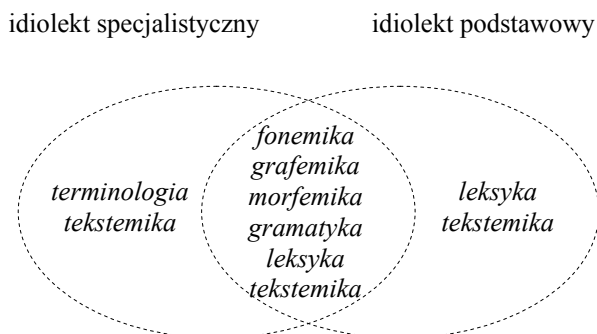 idiolekt specjalistyczny
idiolekt podstawowy
terminologia
tekstemika
fonemika
grafemika
morfemika
gramatyka
leksyka
tekstemika
leksyka
tekstemika